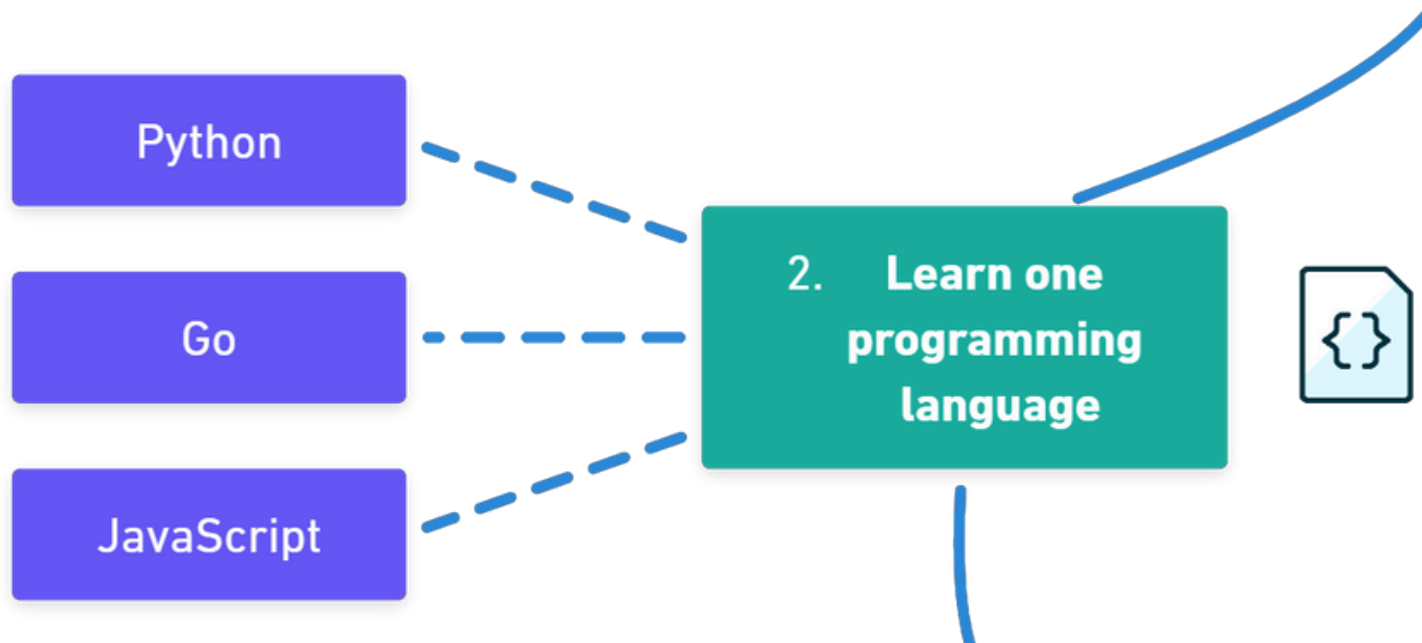 Python
Go
JavaScript
2. Learn one
programming
language
{}